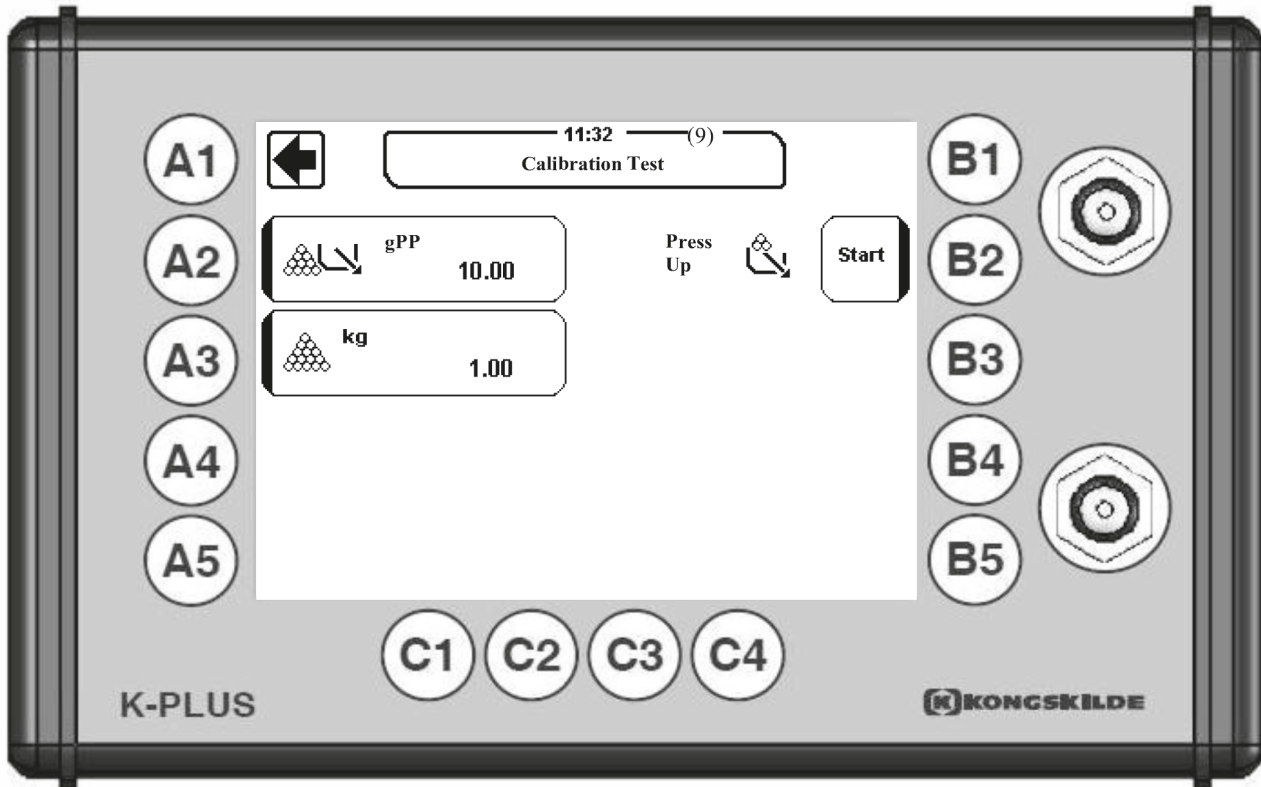 11:32 (9)
Calibration Test
A1
B1
A2
gPP
10.00
Press
Up
Start
B2
A3
kg
1.00
B3
A4
B4
A5
B5
C1 C2 C3 C4
K-PLUS
KONGSKILDE